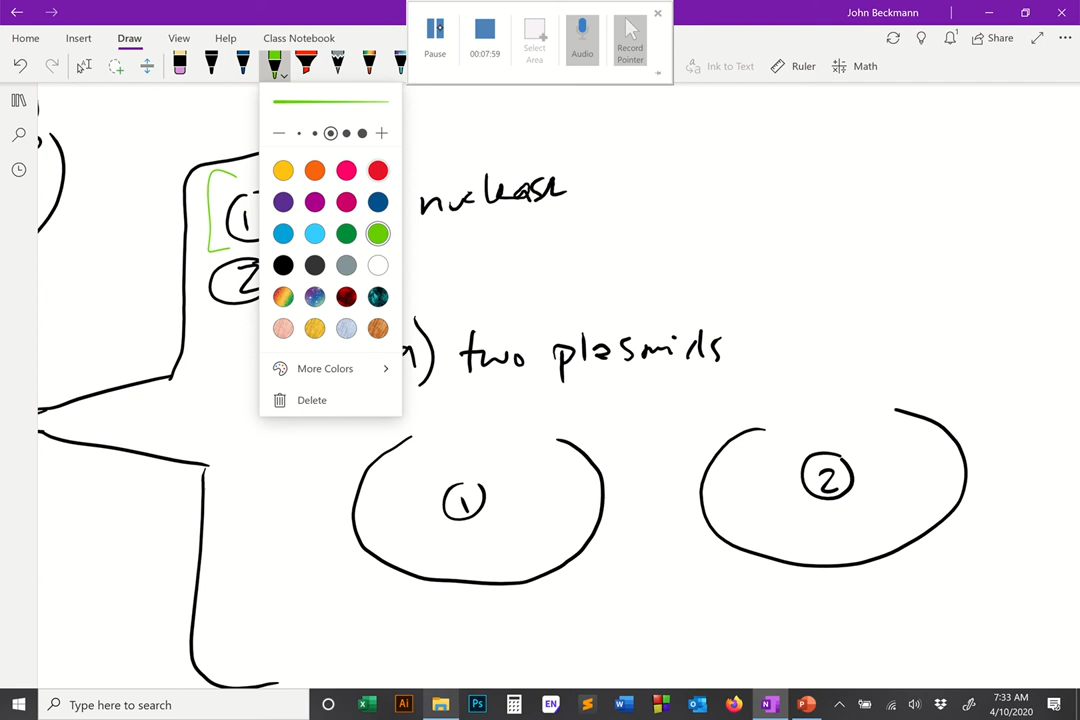 John Beckmann
Home Insert Draw View Help Class Notebook
Share
Pause 00:07:59 Select Area Audio Record Pointer
Ink to Text Ruler Math
1 nuclease
2
a) two plasmids
More Colors
Delete
1 2
Type here to search
7:33 AM
4/10/2020